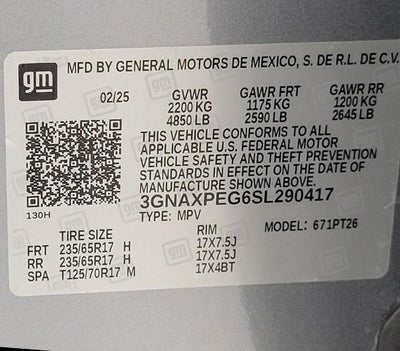 gm MFD BY GENERAL MOTORS DE MEXICO, S. DE R.L. DE C.V.
02/25 GVWR GAWR FRT GAWR RR
2200 KG 1175 KG 1200 KG
4850 LB 2590 LB 2645 LB
THIS VEHICLE CONFORMS TO ALL
APPLICABLE U.S. FEDERAL MOTOR
VEHICLE SAFETY AND THEFT PREVENTION
STANDARDS IN EFFECT ON THE DATE OF
MANUFACTURE SHOWN ABOVE.
130H 3GNAXPEG6SL290417
TYPE: MPV MODEL: 671PT26
TIRE SIZE RIM
FRT 235/65R17 H 17X7.5J
RR 235/65R17 H 17X7.5J
SPA T125/70R17 M 17X4BT